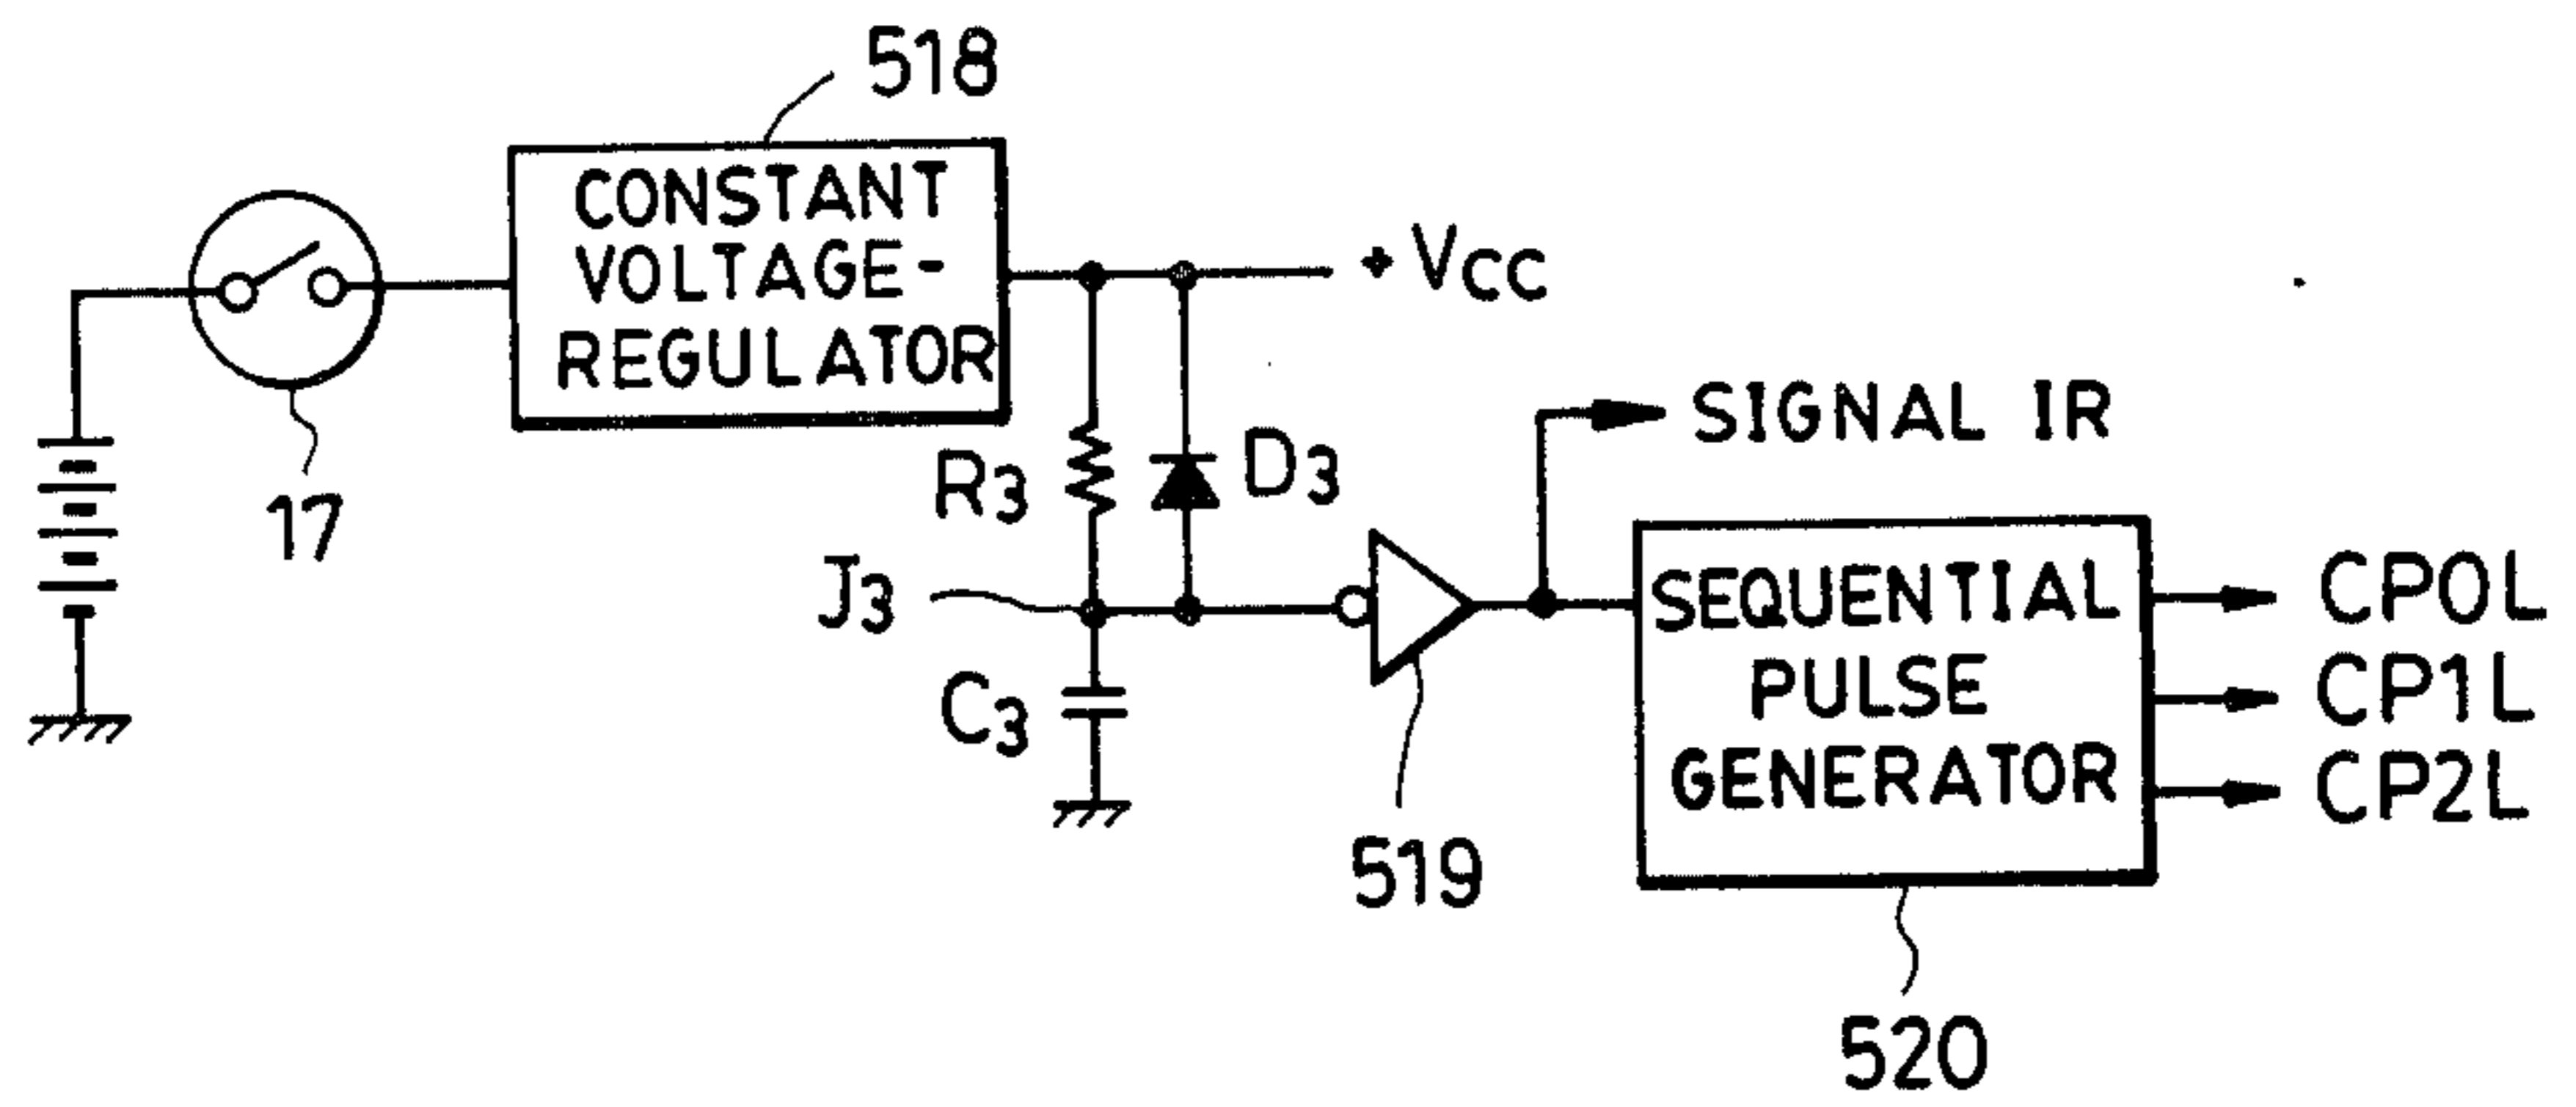 518
CONSTANT
VOLTAGE-
REGULATOR
+ VCC
17
R3
D3
SIGNAL IR
J3
C3
519
SEQUENTIAL
PULSE
GENERATOR
CP0L
CP1L
CP2L
520